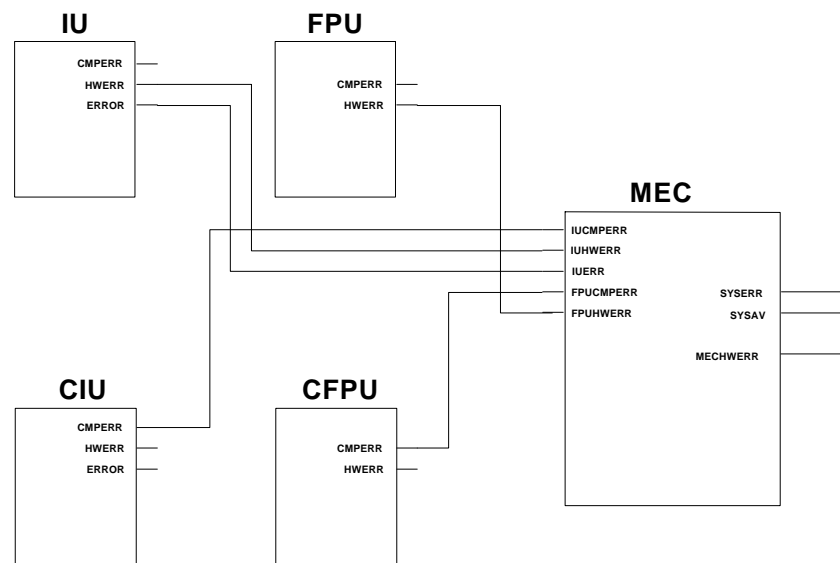 IU
CMPERR
HWERR
ERROR
FPU
CMPERR
HWERR
MEC
IUCMPERR
IUHWERR
IUERR
FPUCMPERR
FPUHWERR
SYSERR
SYSAV
MECHWERR
CIU
CMPERR
HWERR
ERROR
CFPU
CMPERR
HWERR